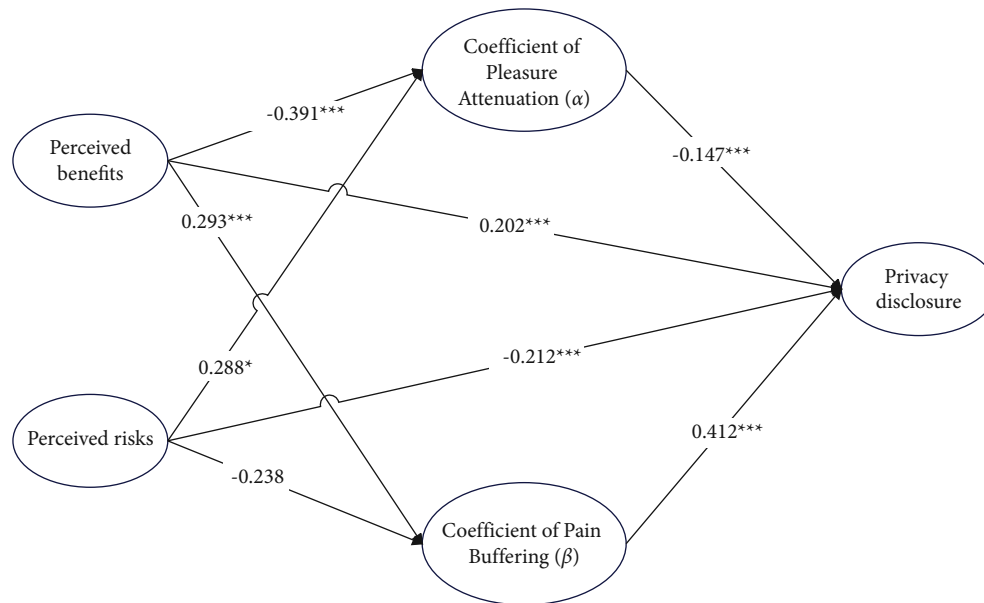 Coefficient of
Pleasure
Attenuation (α)
-0.391***
Perceived
benefits
-0.147***
0.293***
0.202***
Privacy
disclosure
0.288*
-0.212***
Perceived risks
0.412***
-0.238
Coefficient of Pain
Buffering (β)